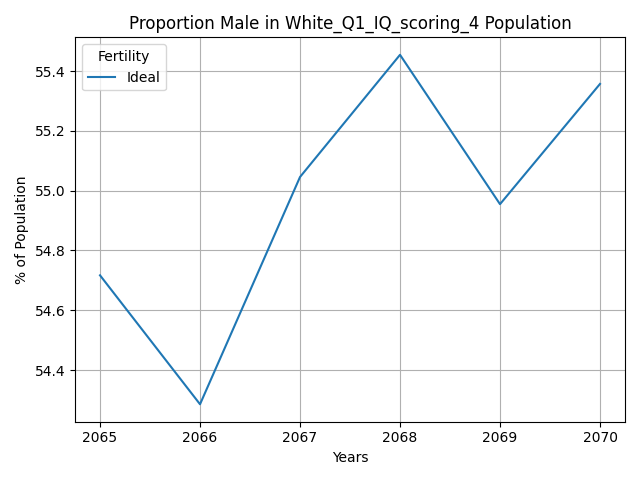 Proportion Male in White_Q1_IQ_scoring_4 Population
Fertility
Ideal
% of Population
55.4
55.2
55.0
54.8
54.6
54.4
2065 2066 2067 2068 2069 2070
Years